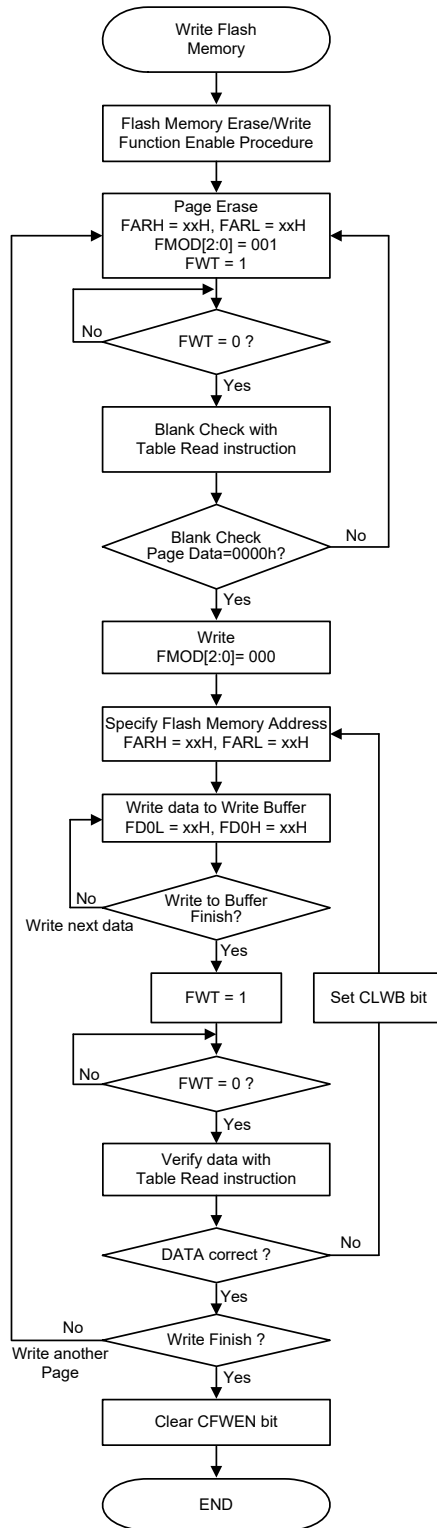 Write Flash
Memory
Flash Memory Erase/Write
Function Enable Procedure
Page Erase
FARH = xxH, FARL = xxH
FMOD[2:0] = 001
FWT = 1
No
FWT = 0 ?
Yes
Blank Check with
Table Read instruction
Blank Check
Page Data=0000h?
No
Yes
Write
FMOD[2:0]= 000
Specify Flash Memory Address
FARH = xxH, FARL = xxH
Write data to Write Buffer
FD0L = xxH, FD0H = xxH
No
Write next data
Write to Buffer
Finish?
Yes
FWT = 1
Set CLWB bit
No
FWT = 0 ?
Yes
Verify data with
Table Read instruction
DATA correct ?
No
Yes
No
Write another
Page
Write Finish ?
Yes
Clear CFWEN bit
END